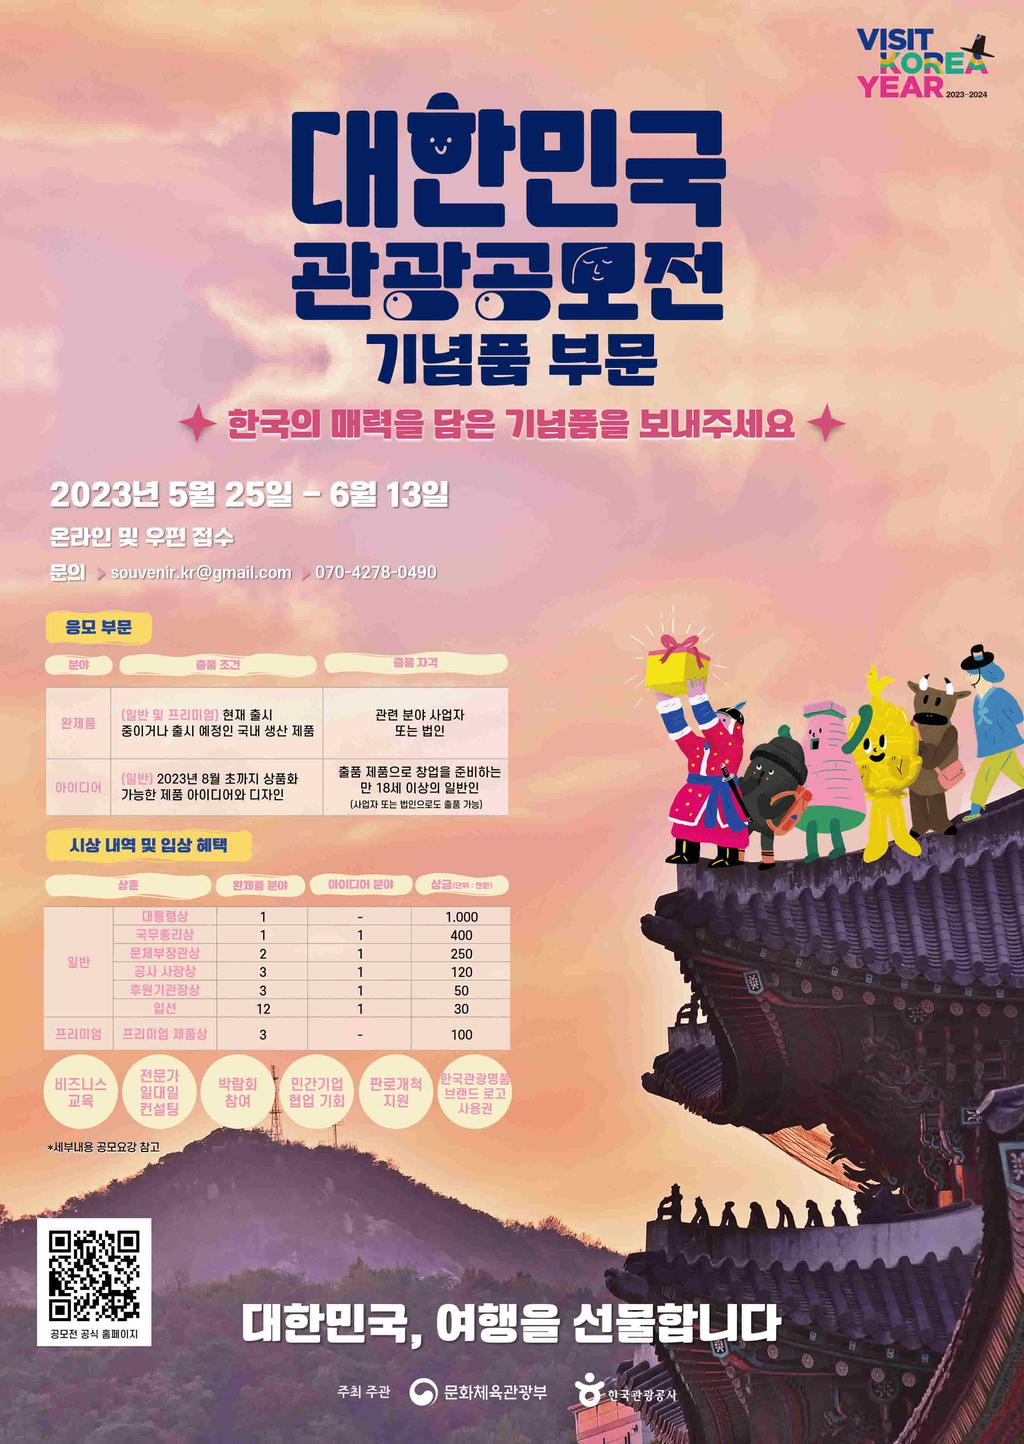 VISIT
KOREA
YEAR 2023-2024
대한민국
관광공모전
기념품 부문
한국의 매력을 담은 기념품을 보내주세요
2023년 5월 25일 - 6월 13일
온라인 및 우편 접수
문의 souvenir.kr@gmail.com 070-4278-0490
응모 부문
분야 출품 조건 출품 자격
완제품 (일반 및 프리미엄) 현재 출시 중이거나 출시 예정인 국내 생산 제품 관련 분야 사업자 또는 법인
아이디어 (일반) 2023년 8월 초까지 상품화 가능한 제품 아이디어와 디자인 출품 제품으로 창업을 준비하는 만 18세 이상의 일반인 (사업자 또는 법인으로도 출품 가능)
시상 내역 및 입상 혜택
상훈 완제품 분야 아이디어 분야 상금(단위 : 만원)
일반 대통령상 1 - 1.000
국무총리상 1 1 400
문체부장관상 2 1 250
공사 사장상 3 1 120
후원기관장상 3 1 50
입선 12 1 30
프리미엄 프리미엄 제품상 3 - 100
비즈니스
교육
전문가
일대일
컨설팅
박람회
참여
민간기업
협업 기회
판로개척
지원
한국관광명품
브랜드 로고
사용권
*세부내용 공모요강 참고
공모전 공식 홈페이지
대한민국, 여행을 선물합니다
주최 주관 문화체육관광부 한국관광공사